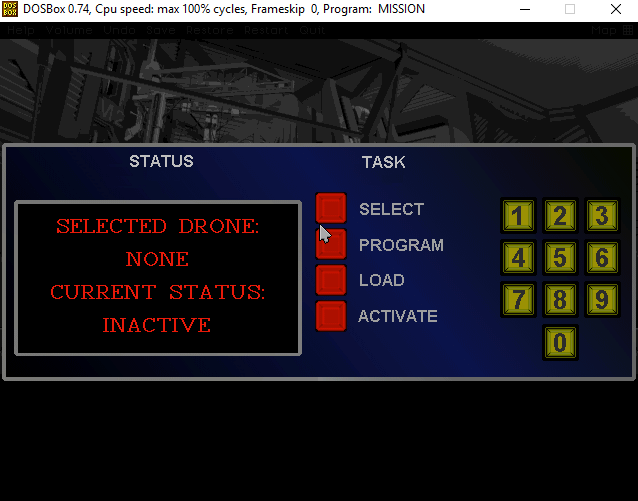 DOSBox 0.74, Cpu speed: max 100% cycles, Frameskip 0, Program: MISSION
Help Volume Undo Save Restore Restart Quit Map
STATUS
TASK
SELECTED DRONE:
NONE
CURRENT STATUS:
INACTIVE
SELECT
PROGRAM
LOAD
ACTIVATE
1 2 3
4 5 6
7 8 9
0